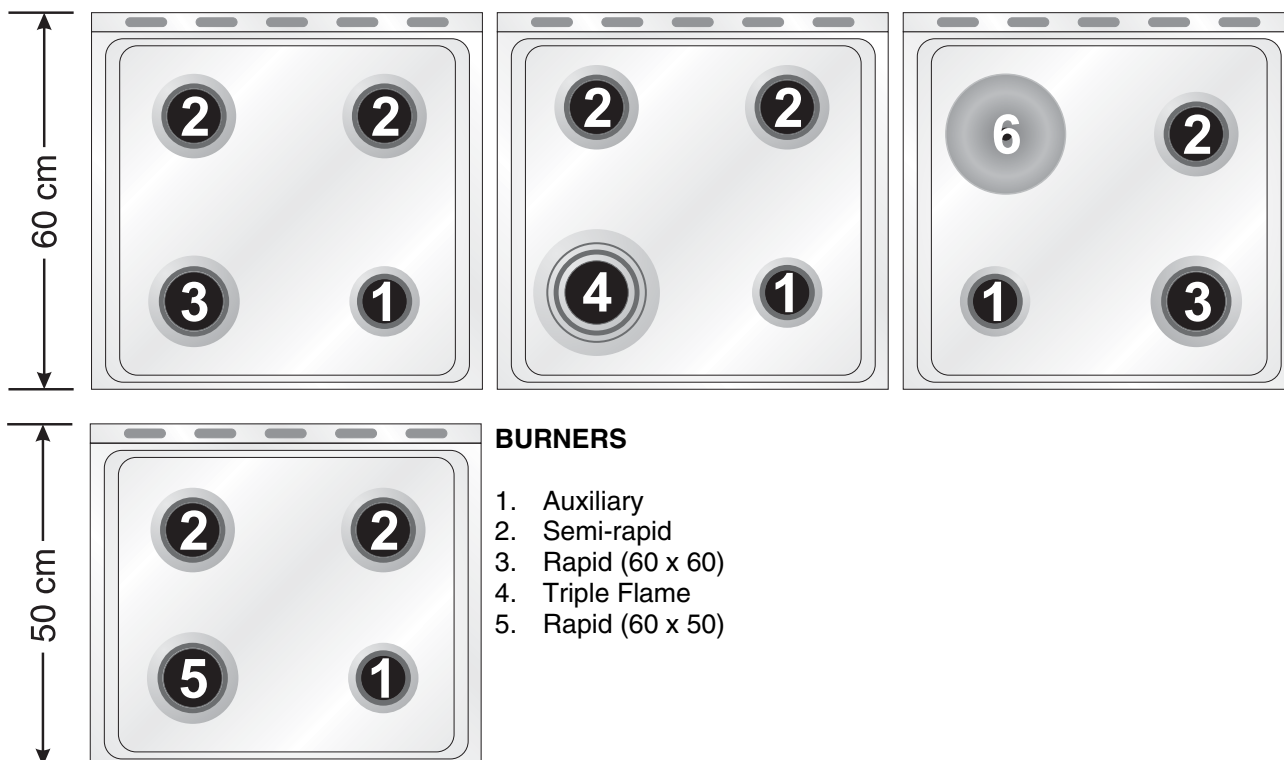 60 cm
2 2
3 1
2 2
4 1
6 2
1 3
50 cm
2 2
5 1
BURNERS
1. Auxiliary
2. Semi-rapid
3. Rapid (60 x 60)
4. Triple Flame
5. Rapid (60 x 50)